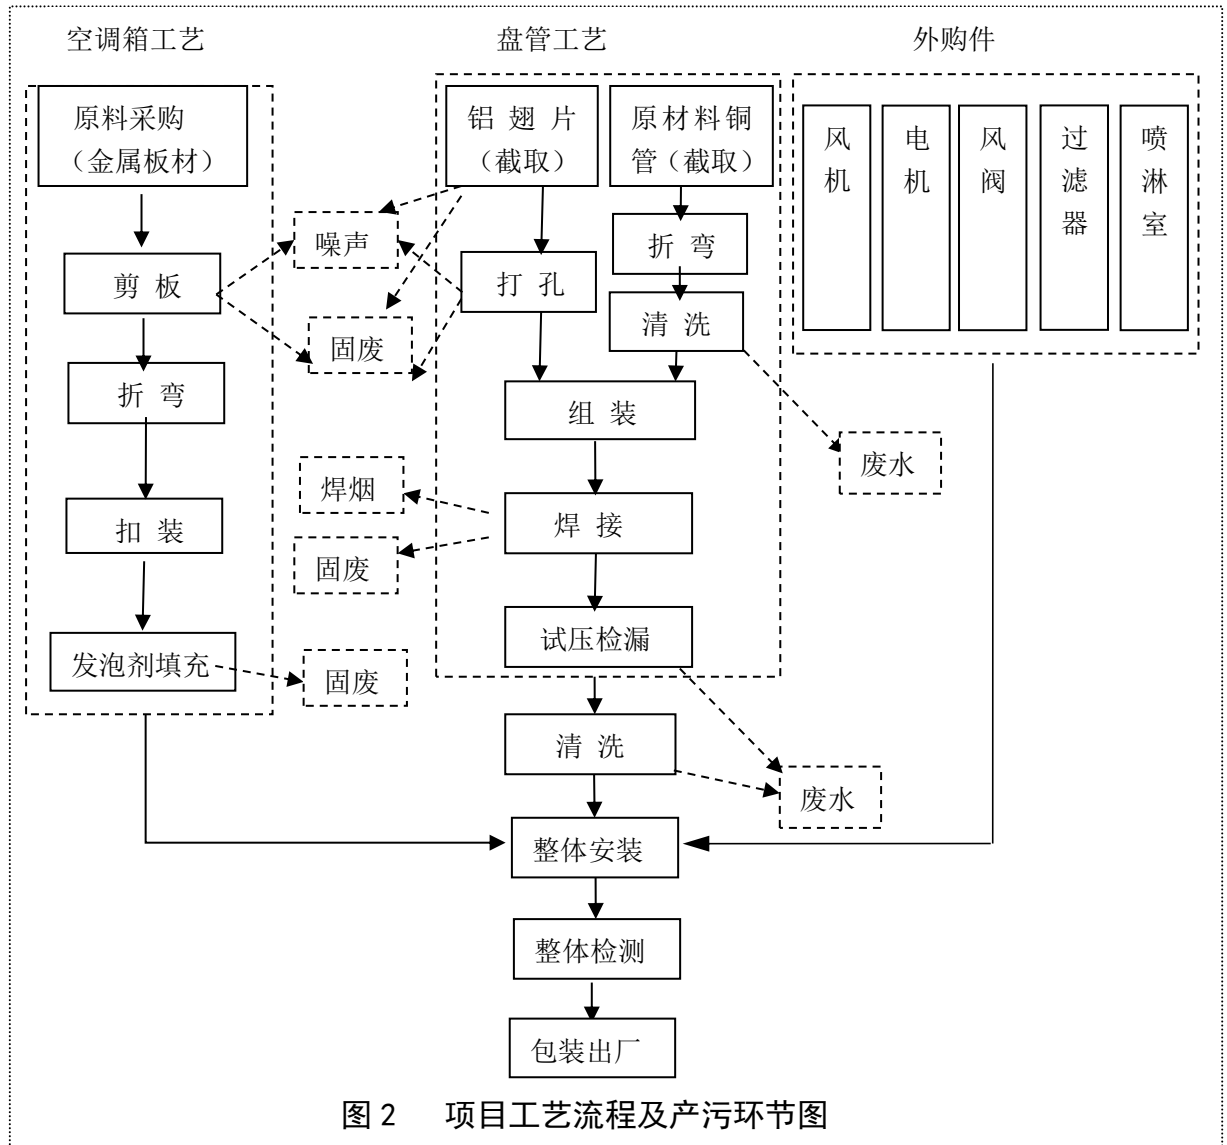 空调箱工艺
盘管工艺
外购件
原料采购
（金属板材）
铝 翅 片
（截取）
原材料铜
管（截取）
风机
电机
风阀
过滤器
喷淋室
噪声
折 弯
剪 板
打 孔
清 洗
固废
折 弯
组 装
废水
焊烟
扣 装
焊 接
固废
试压检漏
发泡剂填充
固废
清 洗
废水
整体安装
整体检测
包装出厂
图 2 项目工艺流程及产污环节图